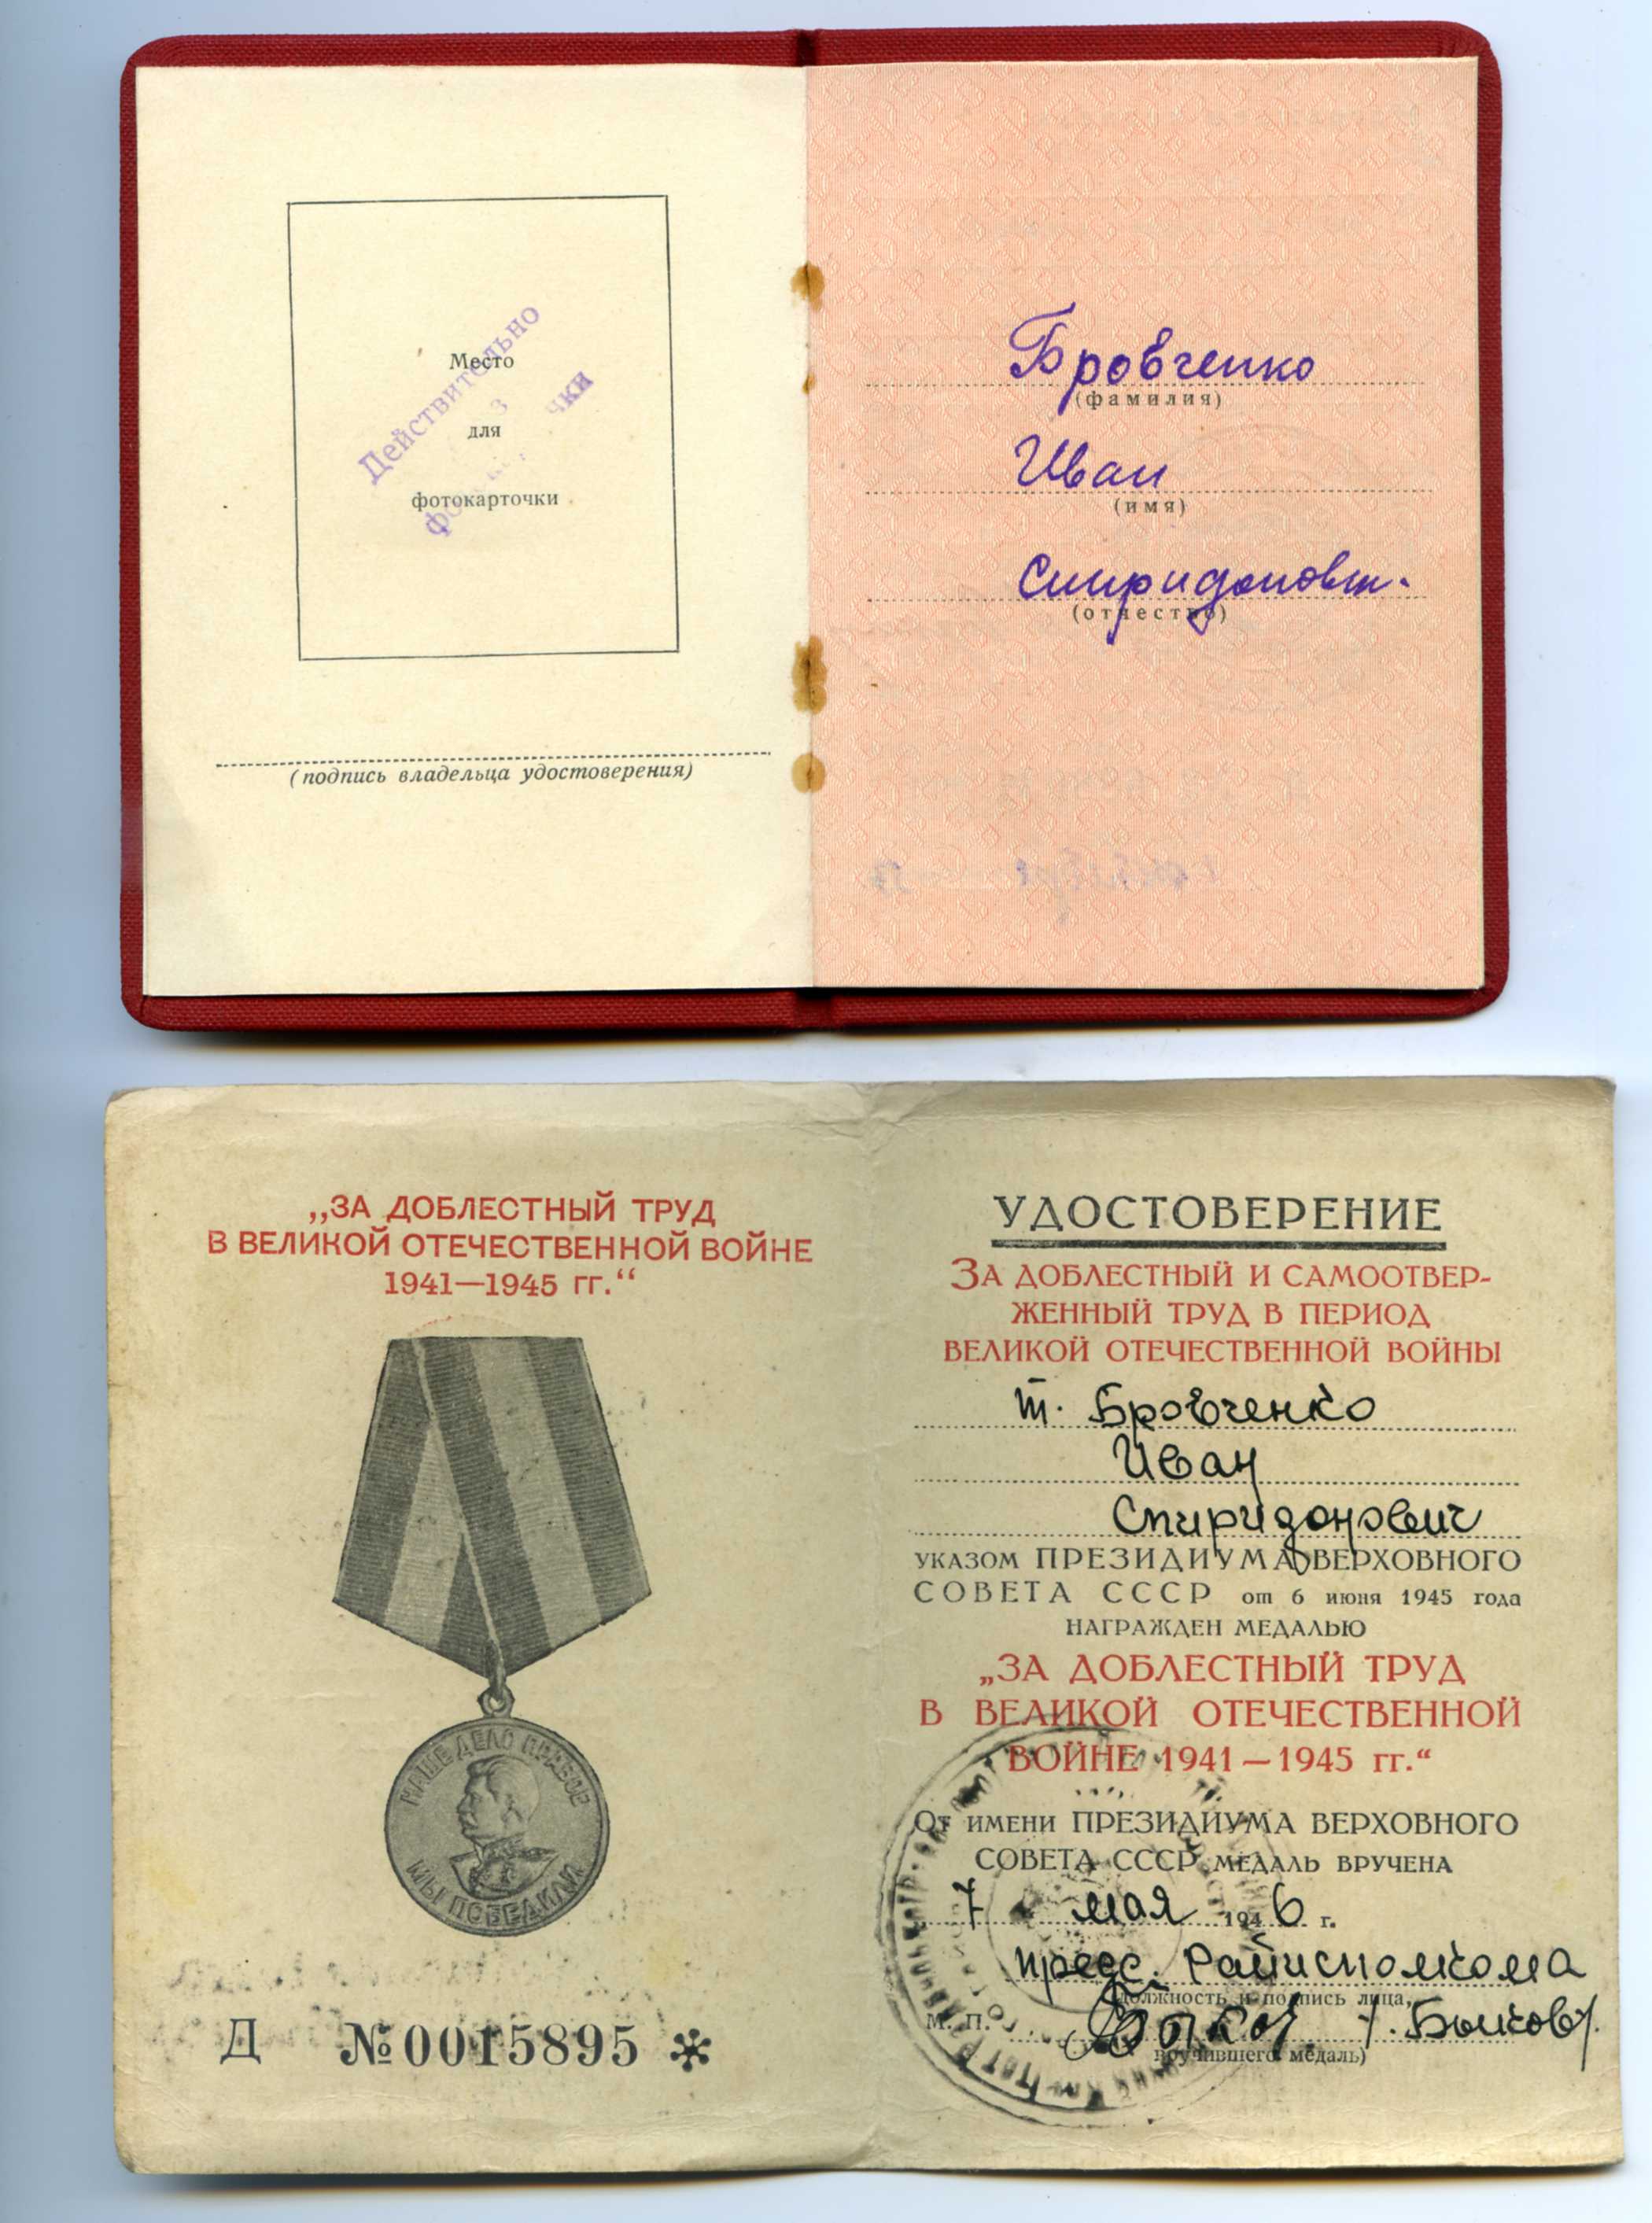 Место
для
фотокарточки
Действительно
(подпись владельца удостоверения)
Бровченко
(фамилия)
Иван
(имя)
Спиридонович.
(отчество)
„ЗА ДОБЛЕСТНЫЙ ТРУД
В ВЕЛИКОЙ ОТЕЧЕСТВЕННОЙ ВОЙНЕ
1941—1945 гг.“
НАШЕ ДЕЛО ПРАВОЕ
МЫ ПОБЕДИЛИ
Д №0015895 *
УДОСТОВЕРЕНИЕ
ЗА ДОБЛЕСТНЫЙ И САМООТВЕР-
ЖЕННЫЙ ТРУД В ПЕРИОД
ВЕЛИКОЙ ОТЕЧЕСТВЕННОЙ ВОЙНЫ
т. Бровченко
Иван
Спиридонович
УКАЗОМ ПРЕЗИДИУМА ВЕРХОВНОГО
СОВЕТА СССР от 6 июня 1945 года
НАГРАЖДЕН МЕДАЛЬЮ
„ЗА ДОБЛЕСТНЫЙ ТРУД
В ВЕЛИКОЙ ОТЕЧЕСТВЕННОЙ
ВОЙНЕ 1941—1945 гг.“
От имени ПРЕЗИДИУМА ВЕРХОВНОГО
СОВЕТА СССР МЕДАЛЬ ВРУЧЕНА
7 мая 1946 г.
пред. Райисполкома
(должность и подпись лица,
М. П. /. Быков/.
вручившего медаль)